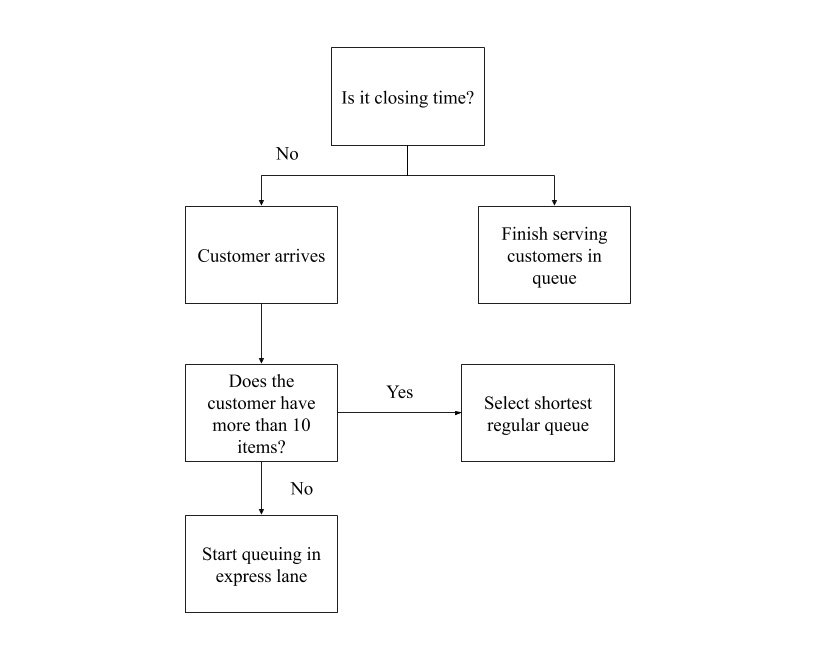 Is it closing time?
No
Customer arrives
Finish serving
customers in
queue
Does the
customer have
more than 10
items?
Yes
Select shortest
regular queue
No
Start queuing in
express lane